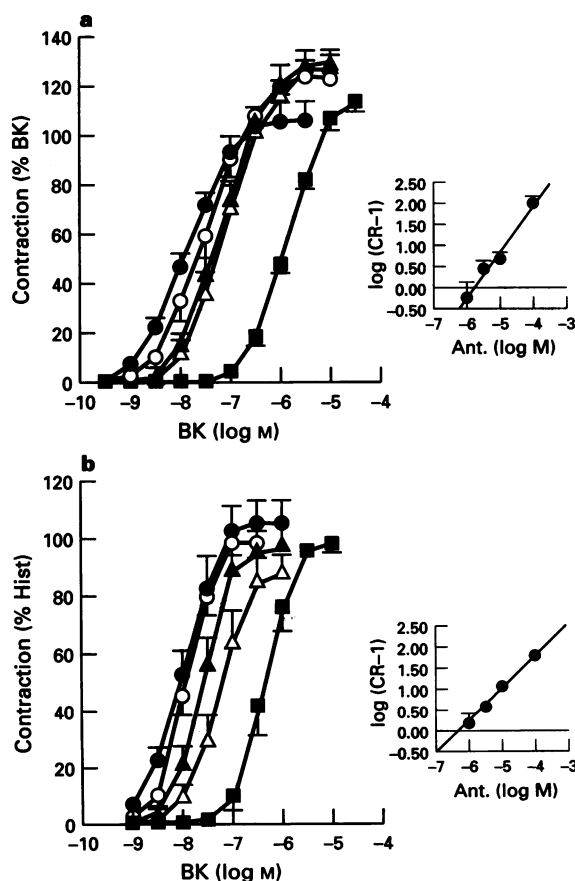 a
Contraction (% BK)
140
120
100
80
60
40
20
0
−10 −9 −8 −7 −6 −5 −4
BK (log M)
log (CR−1)
2.50
2.00
1.50
1.00
0.50
0.00
−0.50
−7 −6 −5 −4 −3
Ant. (log M)
b
Contraction (% Hist)
120
100
80
60
40
20
0
−10 −9 −8 −7 −6 −5 −4
BK (log M)
log (CR−1)
2.50
2.00
1.50
1.00
0.50
0.00
−0.50
−7 −6 −5 −4 −3
Ant. (log M)